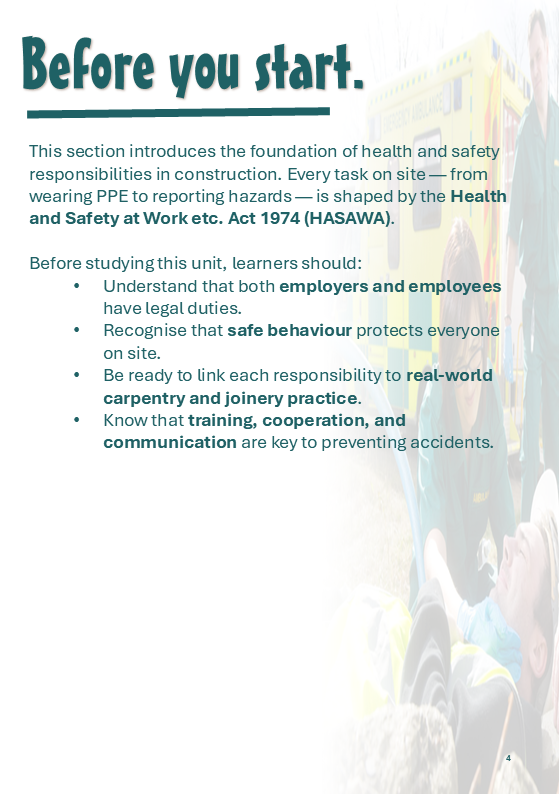 Before you start.
This section introduces the foundation of health and safety
responsibilities in construction. Every task on site — from
wearing PPE to reporting hazards — is shaped by the Health
and Safety at Work etc. Act 1974 (HASAWA).
Before studying this unit, learners should:
• Understand that both employers and employees
have legal duties.
• Recognise that safe behaviour protects everyone
on site.
• Be ready to link each responsibility to real-world
carpentry and joinery practice.
• Know that training, cooperation, and
communication are key to preventing accidents.
4